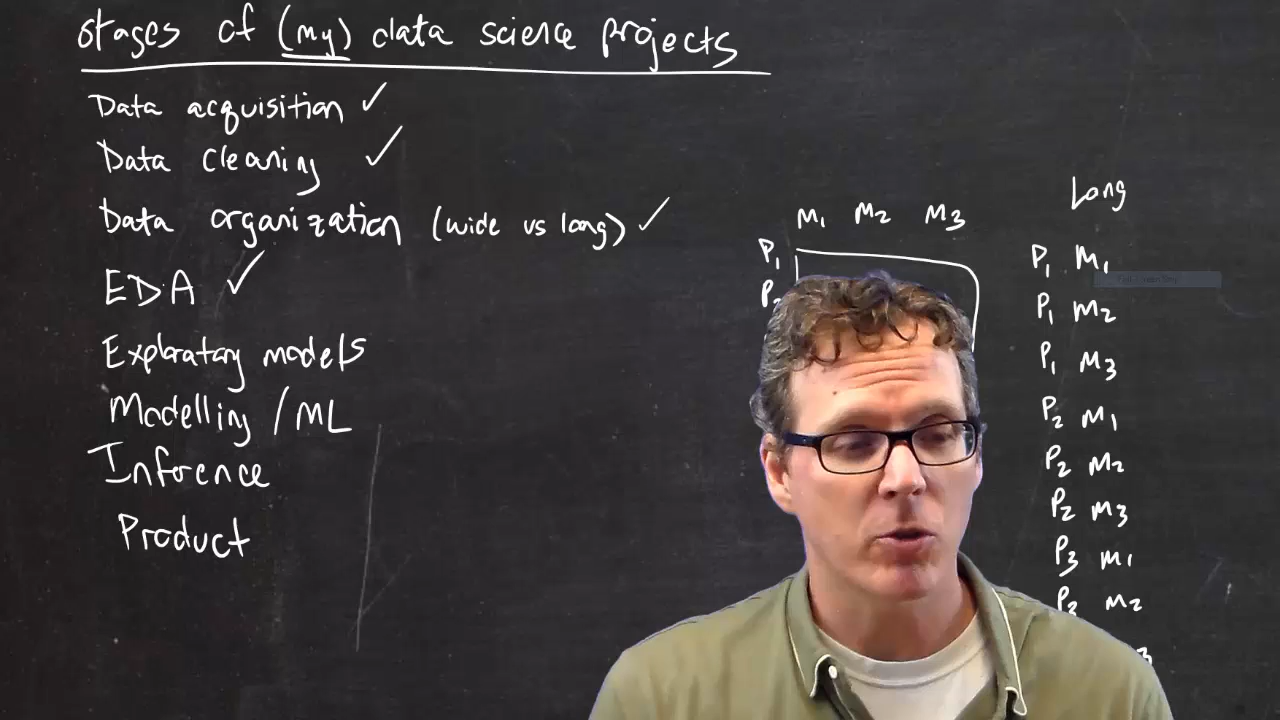 stages of (my) data science projects
Data acquisition ✓
Data cleaning ✓
Data organization (wide vs long) ✓
EDA ✓
Exploratory models
Modelling / ML
Inference
Product
M1 M2 M3
P1
P2
Long
P1 M1
P1 M2
P1 M3
P2 M1
P2 M2
P2 M3
P3 M1
P3 M2
3